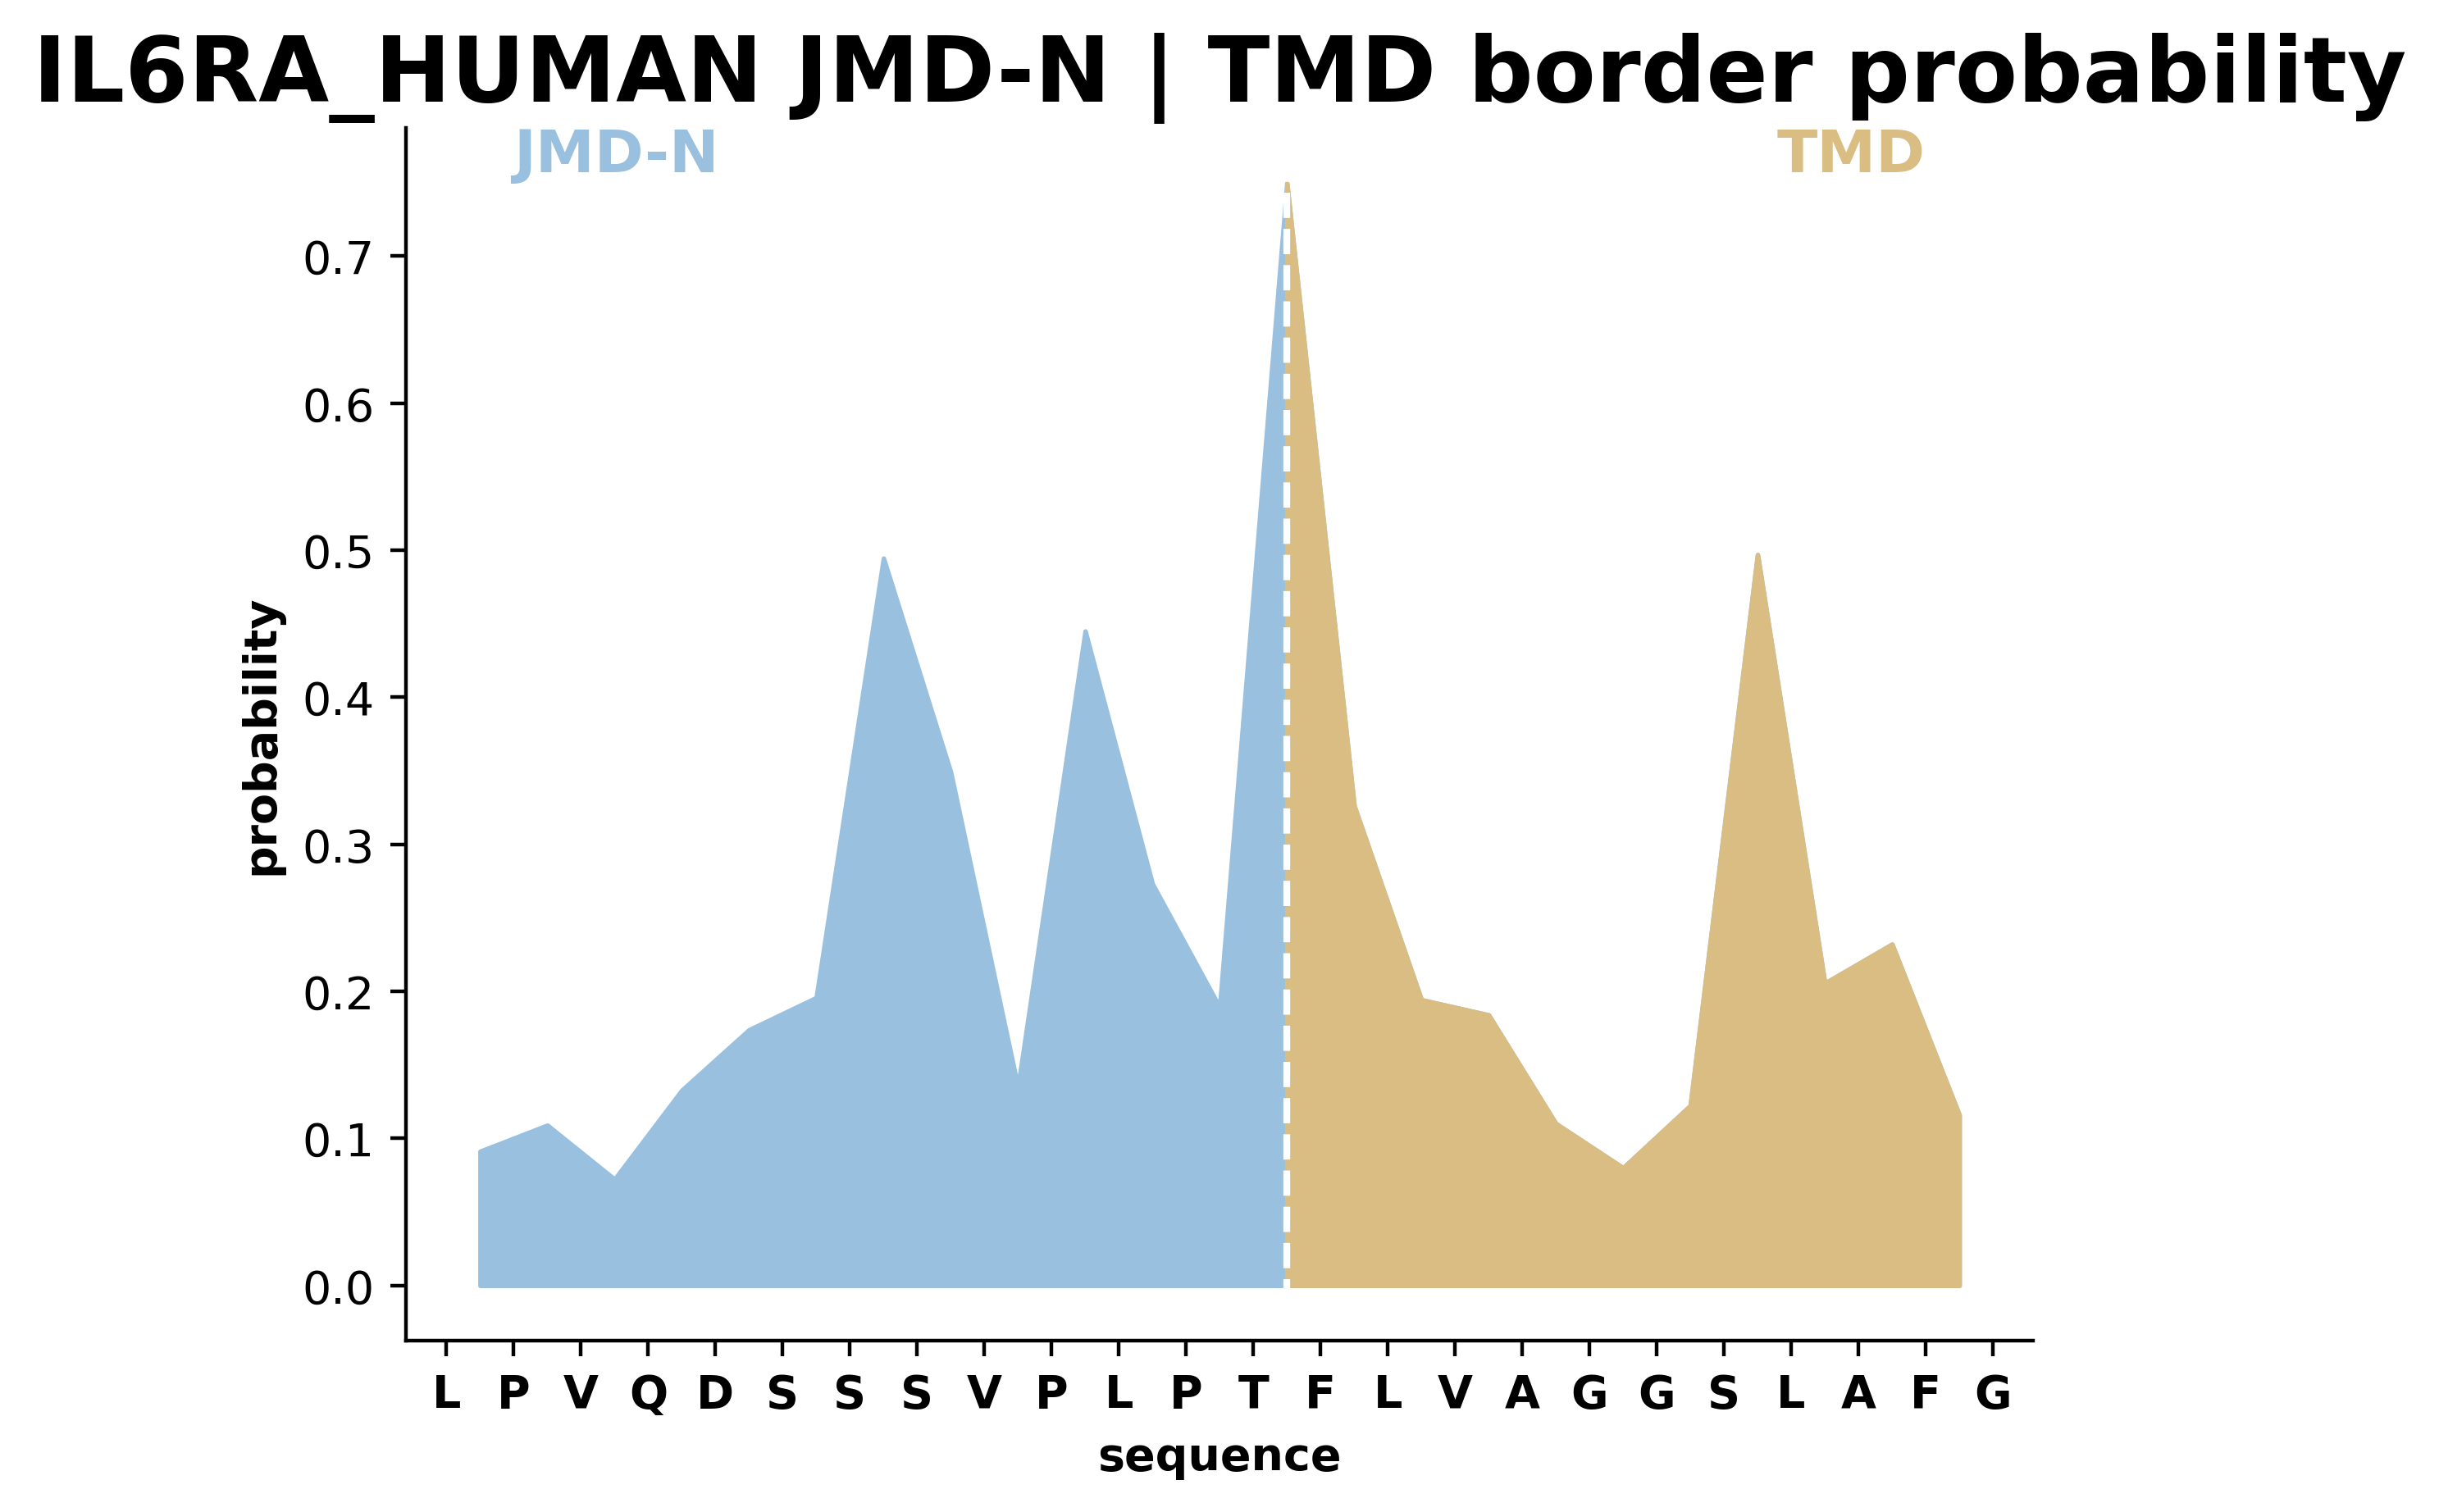 IL6RA_HUMAN JMD-N | TMD border probability
JMD-N TMD
0.7
0.6
0.5
0.4
0.3
0.2
0.1
0.0
probability
L P V Q D S S S V P L P T F L V A G G S L A F G
sequence